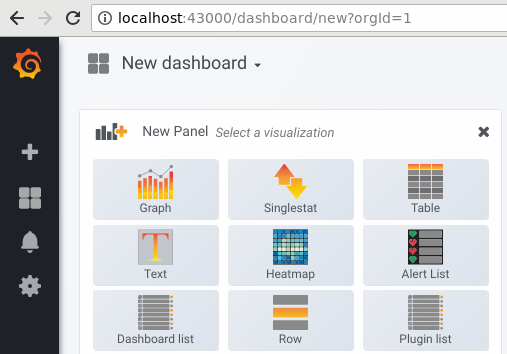 localhost:43000/dashboard/new?orgId=1
New dashboard
New Panel Select a visualization
Graph Singlestat Table
T
Text Heatmap Alert List
Dashboard list Row Plugin list